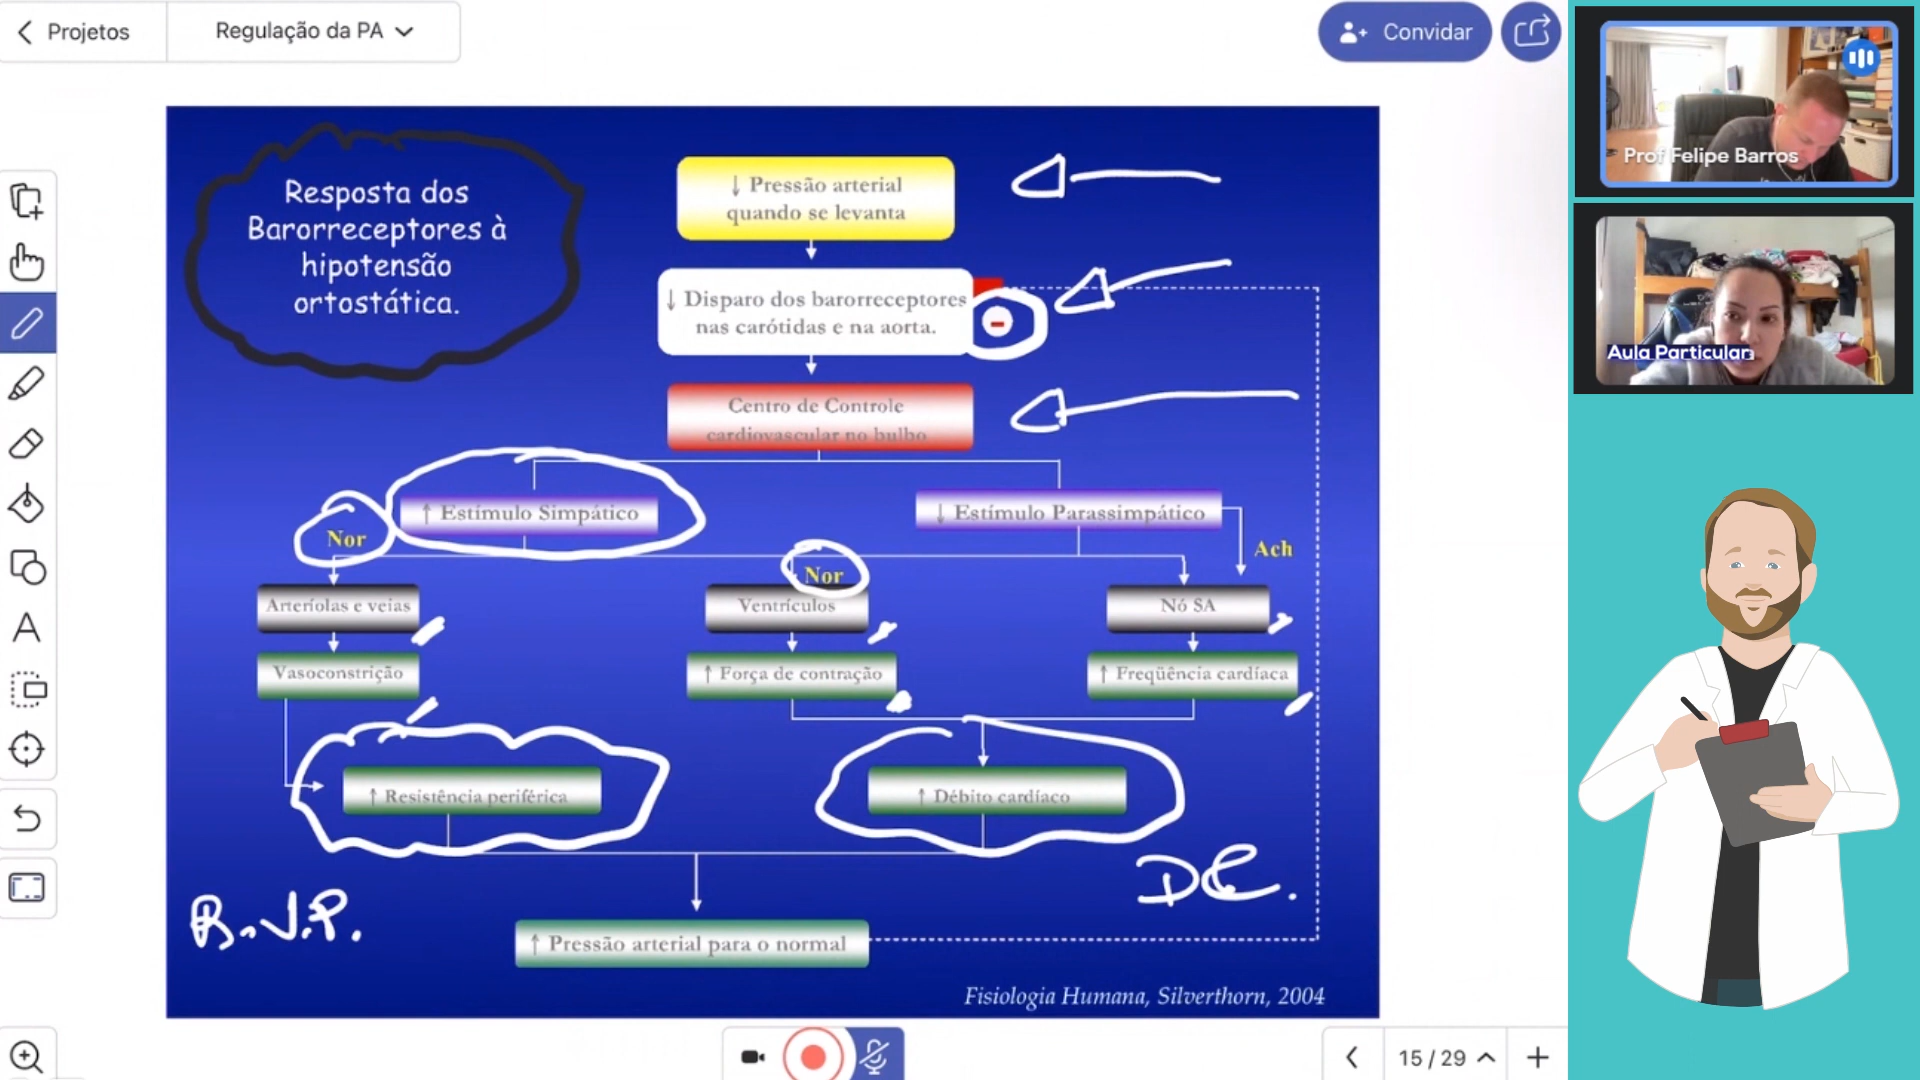 Projetos
Regulação da PA
Convidar
Resposta dos
Barorreceptores à
hipotensão
ortostática.
↓ Pressão arterial
quando se levanta
↓ Disparo dos barorreceptores
nas carótidas e na aorta.
Centro de Controle
cardiovascular no bulbo
↑ Estímulo Simpático
↓ Estímulo Parassimpático
Nor
Nor
Ach
Arteríolas e veias
Ventrículos
Nó SA
Vasoconstrição
↑ Força de contração
↑ Freqüência cardíaca
↑ Resistência periférica
↑ Débito cardíaco
R.V.P.
DC.
↑ Pressão arterial para o normal
Fisiologia Humana, Silverthorn, 2004
15 / 29
Prof Felipe Barros
Aula Particular